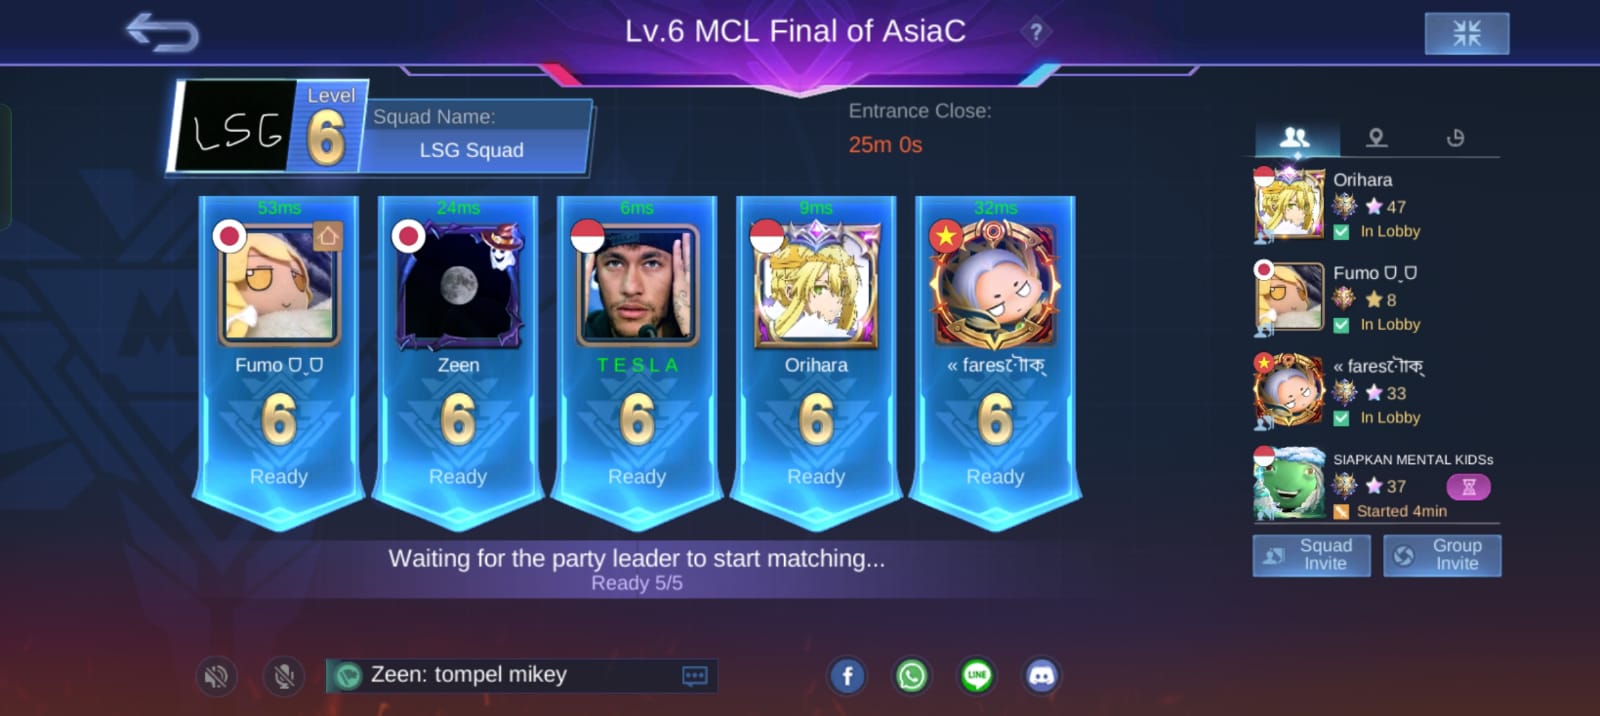 Lv.6 MCL Final of AsiaC
?
LSG
Level
6
Squad Name:
LSG Squad
Entrance Close:
25m 0s
53ms
24ms
6ms
9ms
32ms
Fumo
Zeen
TESLA
Orihara
« fares
6
6
6
6
6
Ready
Ready
Ready
Ready
Ready
Waiting for the party leader to start matching...
Ready 5/5
Zeen: tompel mikey
f
LINE
Orihara
47
In Lobby
Fumo
8
In Lobby
« fares
33
In Lobby
SIAPKAN MENTAL KIDSs
37
Started 4min
Squad
Invite
Group
Invite